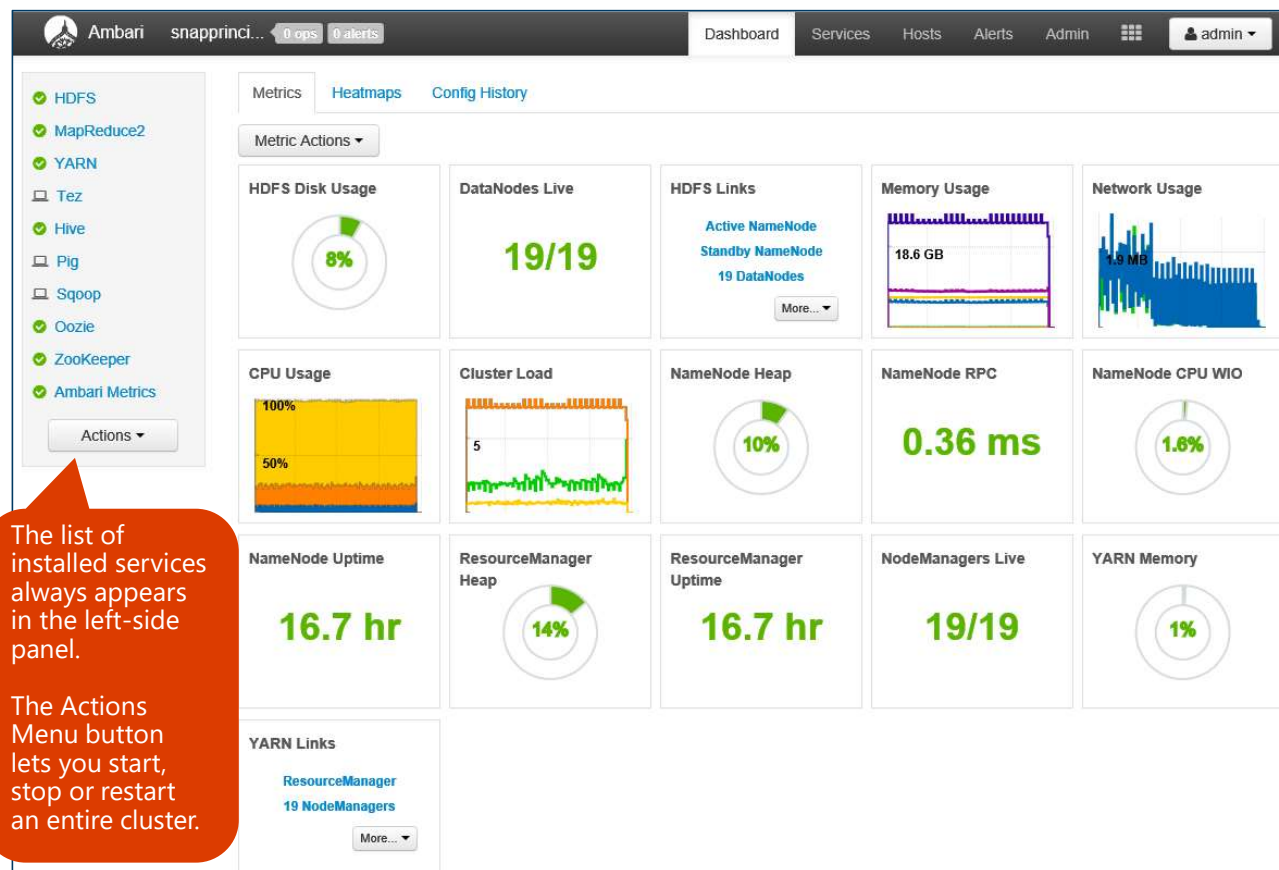 Ambari snapprinci... 0 ops 0 alerts Dashboard Services Hosts Alerts Admin admin
HDFS
MapReduce2
YARN
Tez
Hive
Pig
Sqoop
Oozie
ZooKeeper
Ambari Metrics
Actions
The list of
installed services
always appears
in the left-side
panel.
The Actions
Menu button
lets you start,
stop or restart
an entire cluster.
Metrics Heatmaps Config History
Metric Actions
HDFS Disk Usage
8%
DataNodes Live
19/19
HDFS Links
Active NameNode
Standby NameNode
19 DataNodes
More...
Memory Usage
18.6 GB
Network Usage
1.9 MB
CPU Usage
100%
50%
Cluster Load
5
NameNode Heap
10%
NameNode RPC
0.36 ms
NameNode CPU WIO
1.6%
NameNode Uptime
16.7 hr
ResourceManager
Heap
14%
ResourceManager
Uptime
16.7 hr
NodeManagers Live
19/19
YARN Memory
1%
YARN Links
ResourceManager
19 NodeManagers
More...